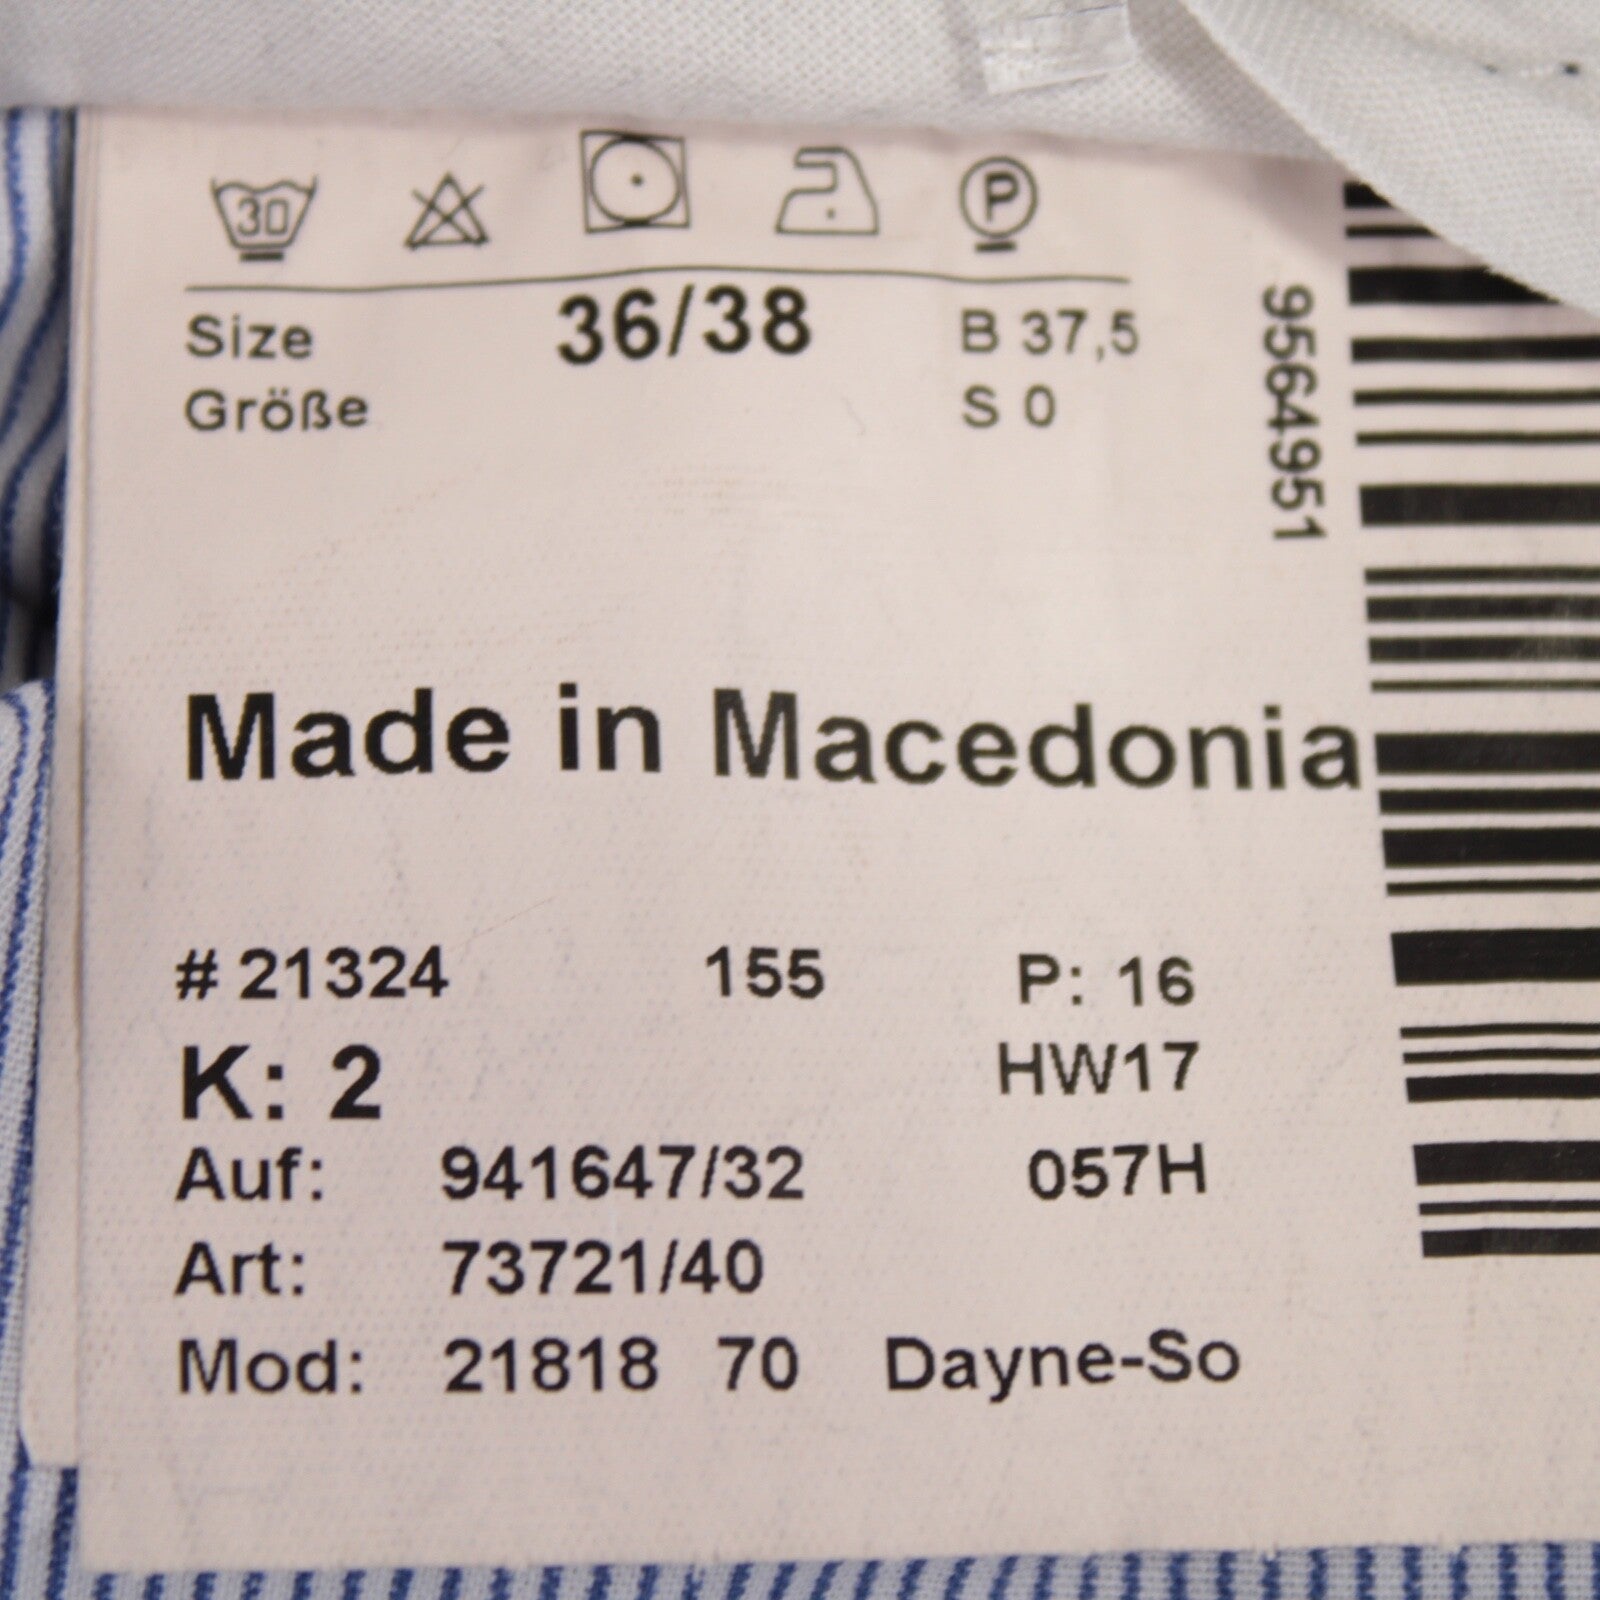 30 P
Size 36/38 B 37,5
Größe S 0
9564951
Made in Macedonia
# 21324 155 P: 16
K: 2 HW17
Auf: 941647/32 057H
Art: 73721/40
Mod: 21818 70 Dayne-So